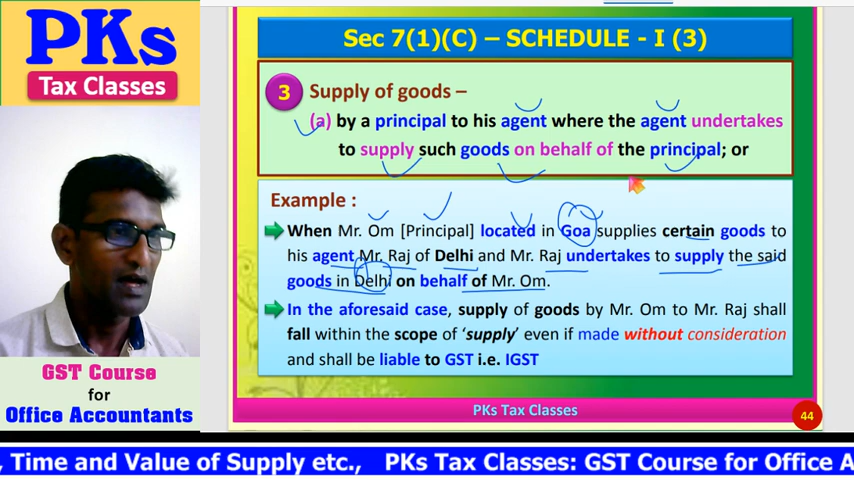 PKs
Tax Classes
GST Course
for
Office Accountants
Sec 7(1)(C) – SCHEDULE - I (3)
3 Supply of goods –
(a) by a principal to his agent where the agent undertakes
to supply such goods on behalf of the principal; or
Example :
When Mr. Om [Principal] located in Goa supplies certain goods to
his agent Mr. Raj of Delhi and Mr. Raj undertakes to supply the said
goods in Delhi on behalf of Mr. Om.
In the aforesaid case, supply of goods by Mr. Om to Mr. Raj shall
fall within the scope of ‘supply’ even if made without consideration
and shall be liable to GST i.e. IGST
PKs Tax Classes
44
, Time and Value of Supply etc., PKs Tax Classes: GST Course for Office A